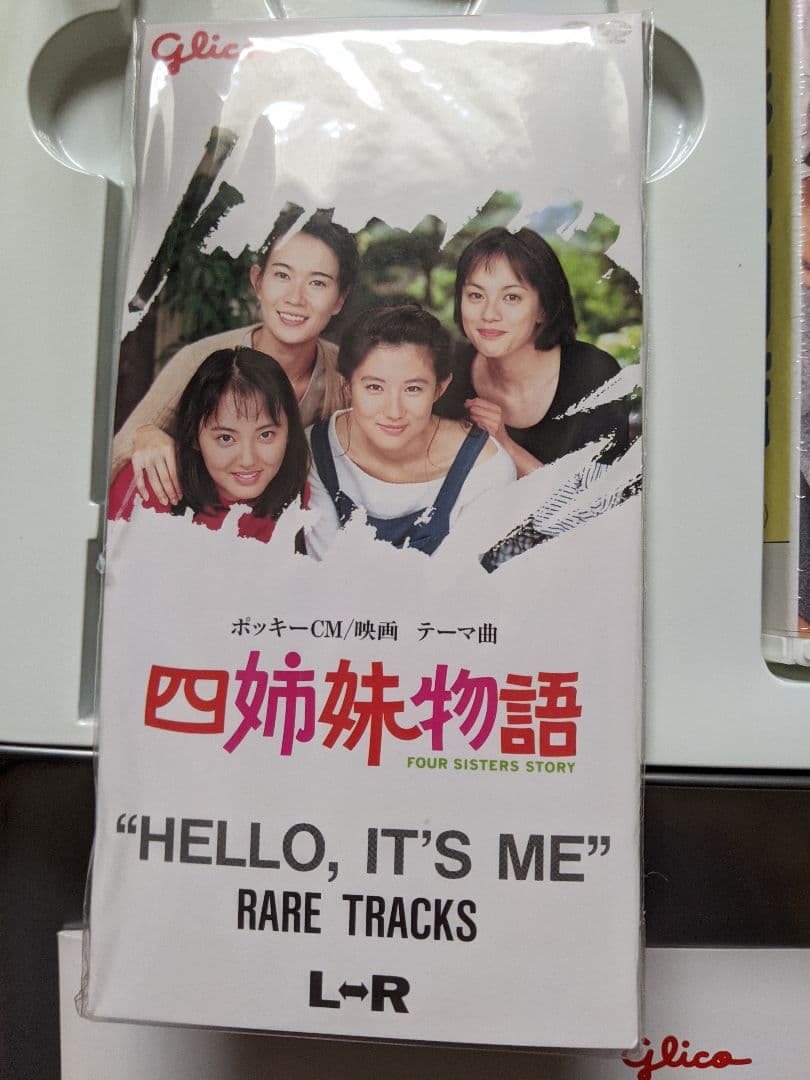 Glico
ポッキーCM/映画 テーマ曲
四姉妹物語
FOUR SISTERS STORY
“HELLO, IT'S ME”
RARE TRACKS
L↔R
glico